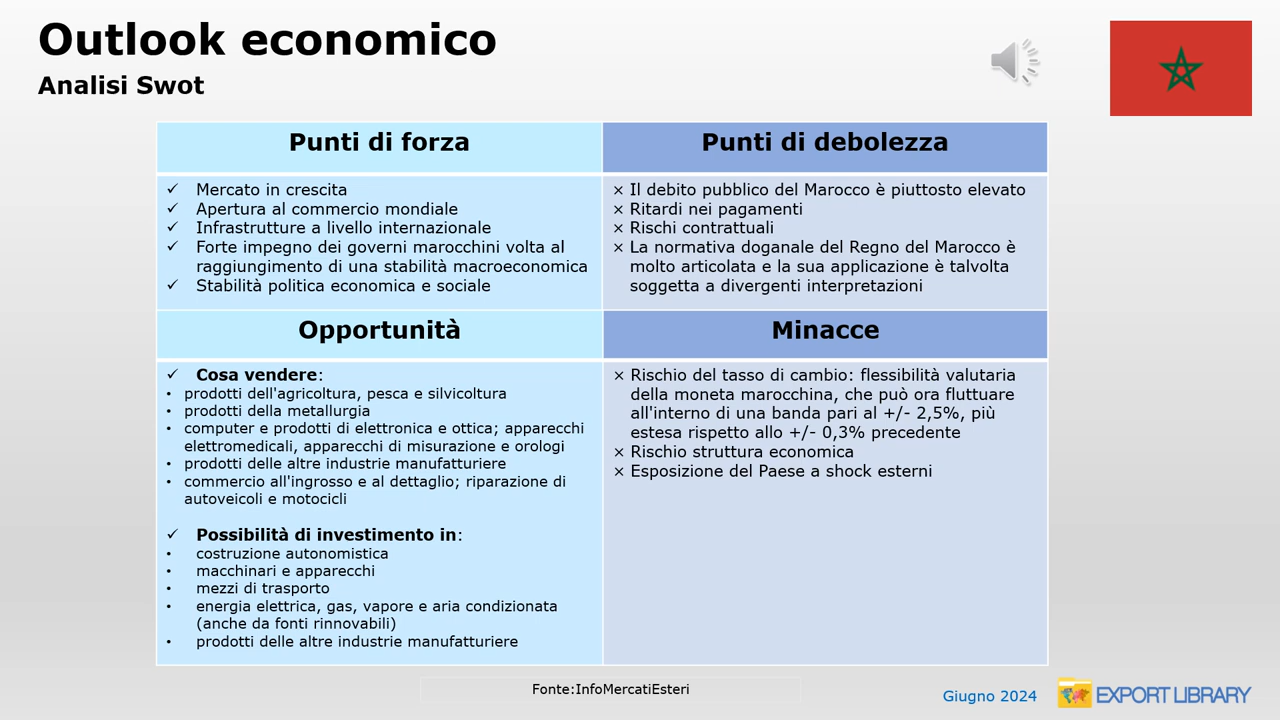 Outlook economico
Analisi Swot
Punti di forza
✓ Mercato in crescita
✓ Apertura al commercio mondiale
✓ Infrastrutture a livello internazionale
✓ Forte impegno dei governi marocchini volta al
raggiungimento di una stabilità macroeconomica
✓ Stabilità politica economica e sociale
Punti di debolezza
× Il debito pubblico del Marocco è piuttosto elevato
× Ritardi nei pagamenti
× Rischi contrattuali
× La normativa doganale del Regno del Marocco è
molto articolata e la sua applicazione è talvolta
soggetta a divergenti interpretazioni
Opportunità
✓ Cosa vendere:
• prodotti dell'agricoltura, pesca e silvicoltura
• prodotti della metallurgia
• computer e prodotti di elettronica e ottica; apparecchi
elettromedicali, apparecchi di misurazione e orologi
• prodotti delle altre industrie manufatturiere
• commercio all'ingrosso e al dettaglio; riparazione di
autoveicoli e motocicli
✓ Possibilità di investimento in:
• costruzione autonomistica
• macchinari e apparecchi
• mezzi di trasporto
• energia elettrica, gas, vapore e aria condizionata
(anche da fonti rinnovabili)
• prodotti delle altre industrie manufatturiere
Minacce
× Rischio del tasso di cambio: flessibilità valutaria
della moneta marocchina, che può ora fluttuare
all'interno di una banda pari al +/- 2,5%, più
estesa rispetto allo +/- 0,3% precedente
× Rischio struttura economica
× Esposizione del Paese a shock esterni
Fonte:InfoMercatiEsteri
Giugno 2024
EXPORT LIBRARY